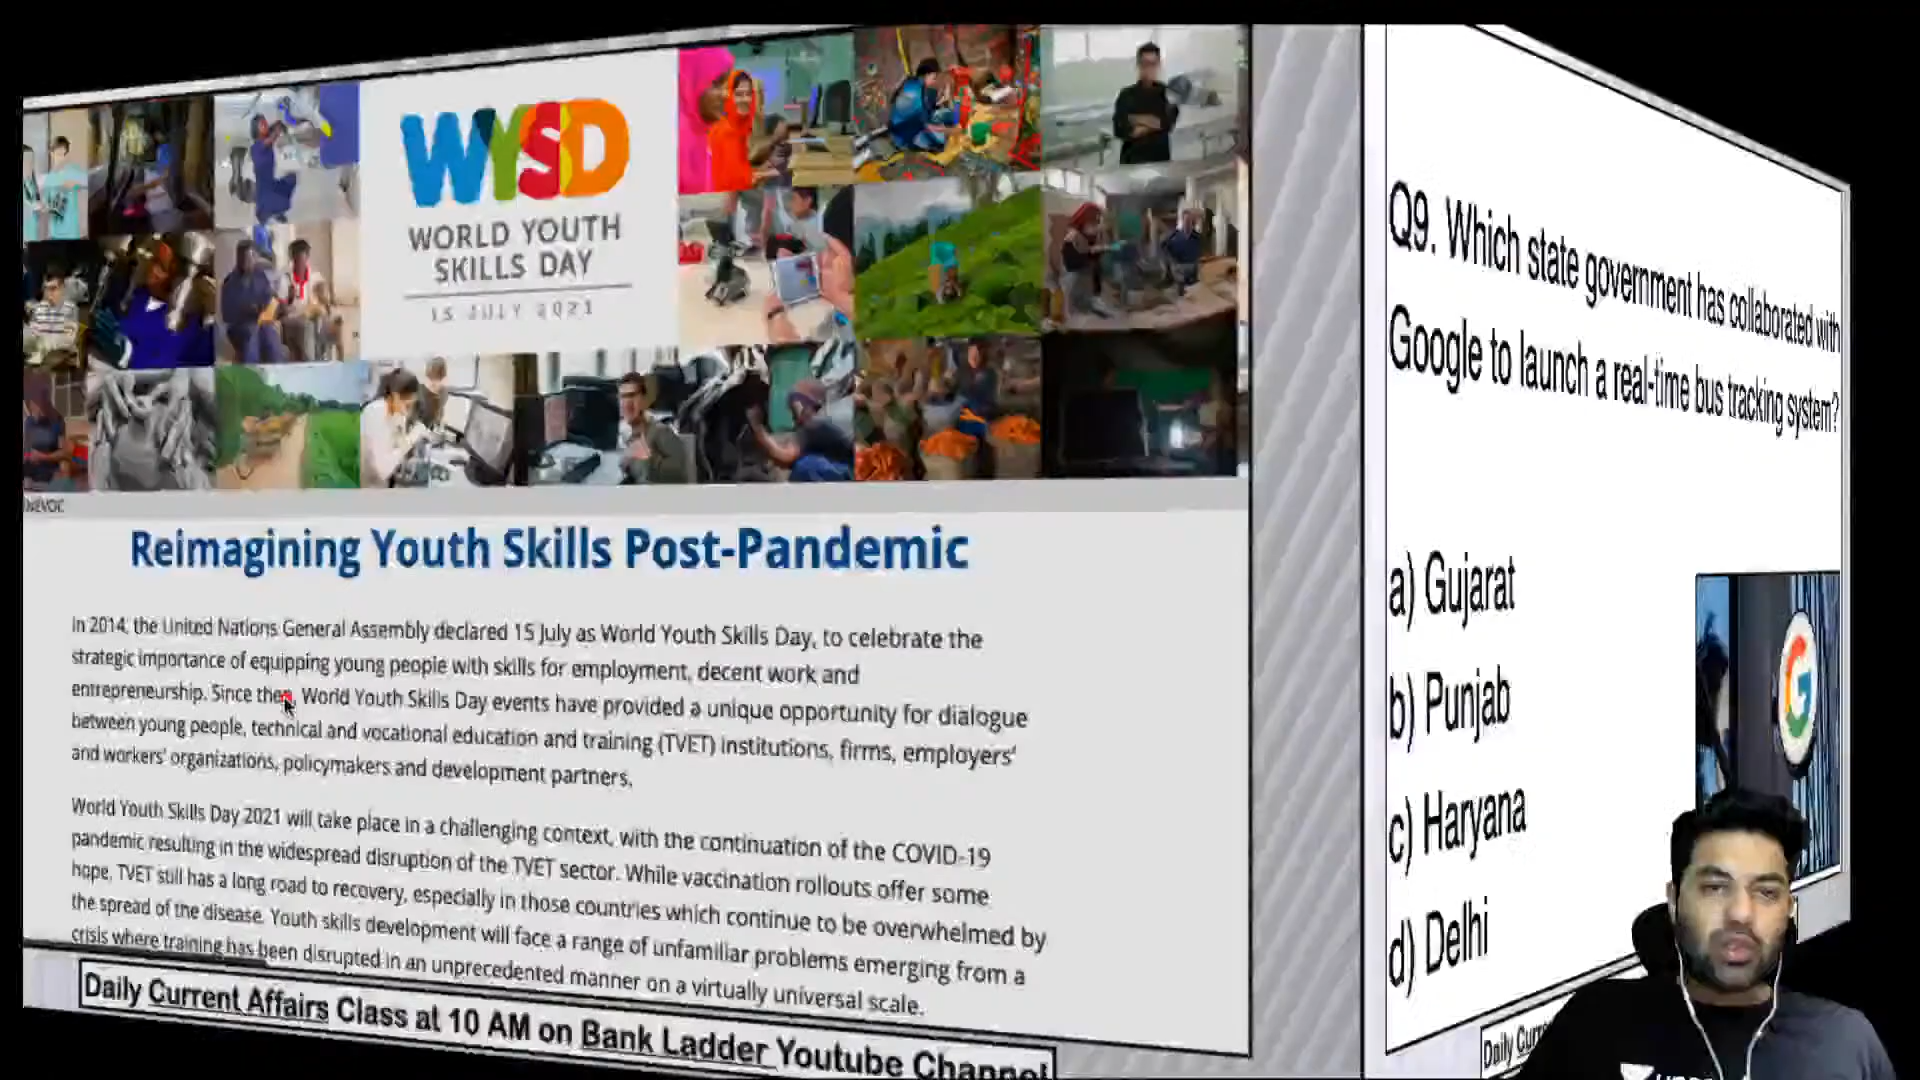 WYSD
WORLD YOUTH
SKILLS DAY
15 JULY 2021
Reimagining Youth Skills Post-Pandemic
In 2014, the United Nations General Assembly declared 15 July as World Youth Skills Day, to celebrate the
strategic importance of equipping young people with skills for employment, decent work and
entrepreneurship. Since then, World Youth Skills Day events have provided a unique opportunity for dialogue
between young people, technical and vocational education and training (TVET) institutions, firms, employers'
and workers' organizations, policymakers and development partners.
World Youth Skills Day 2021 will take place in a challenging context, with the continuation of the COVID-19
pandemic resulting in the widespread disruption of the TVET sector. While vaccination rollouts offer some
hope, TVET still has a long road to recovery, especially in those countries which continue to be overwhelmed by
the spread of the disease. Youth skills development will face a range of unfamiliar problems emerging from a
crisis where training has been disrupted in an unprecedented manner on a virtually universal scale.
Daily Current Affairs Class at 10 AM on Bank Ladder Youtube Channel
Q9. Which state government has collaborated with
Google to launch a real-time bus tracking system?
a) Gujarat
b) Punjab
c) Haryana
d) Delhi
G
Daily Curre